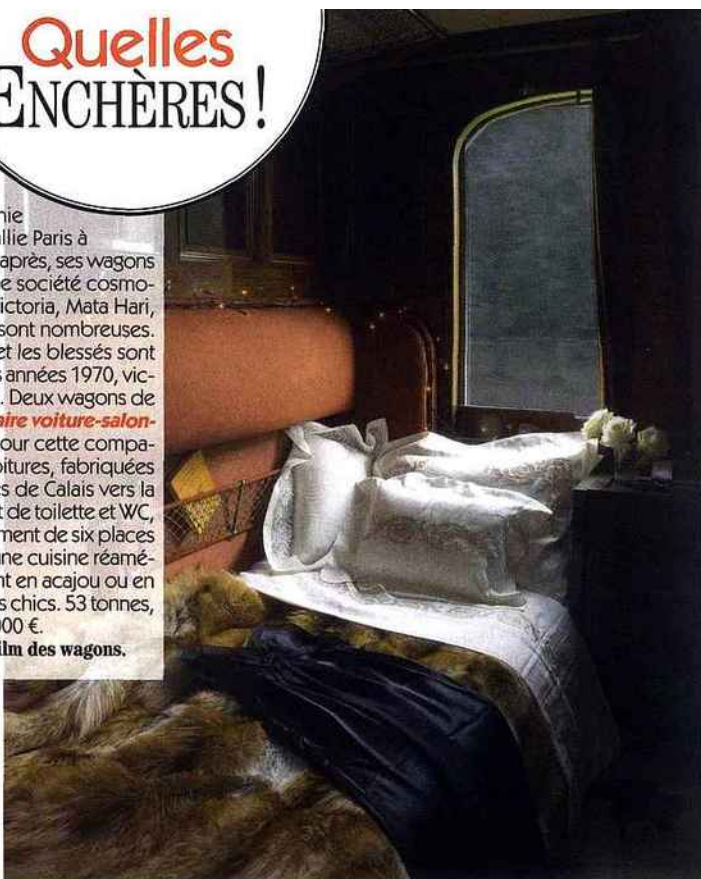 Quelles
ENCHÈRES!
nie
llie Paris à
après, ses wagons
e société cosmo-
ictoria, Mata Hari,
sont nombreuses.
et les blessés sont
s années 1970, vic-
. Deux wagons de
aire voiture-salon-
our cette compa-
oitures, fabriquées
s de Calais vers la
t de toilette et WC,
ment de six places
ne cuisine réamé-
nt en acajou ou en
s chics. 53 tonnes,
000 €.
ilm des wagons.